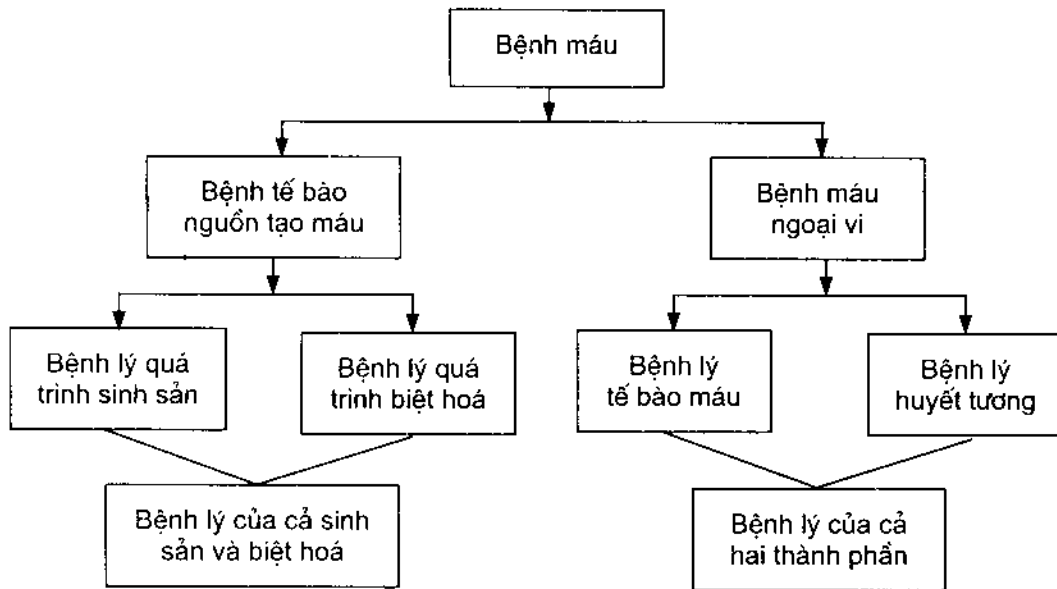 Bệnh máu
Bệnh tế bào
nguồn tạo máu
Bệnh máu
ngoại vi
Bệnh lý quá
trình sinh sản
Bệnh lý quá
trình biệt hoá
Bệnh lý
tế bào máu
Bệnh lý
huyết tương
Bệnh lý của cả sinh
sản và biệt hoá
Bệnh lý của cả
hai thành phần